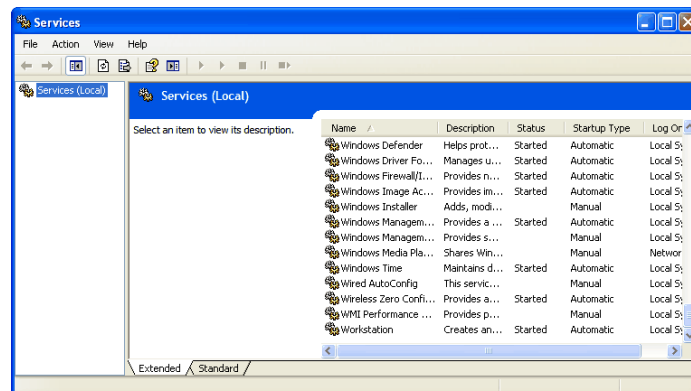 Services
File Action View Help
Services (Local)
Services (Local)
Select an item to view its description.
Name Description Status Startup Type Log Or
Windows Defender Helps prot... Started Automatic Local Sy
Windows Driver Fo... Manages u... Started Automatic Local Sy
Windows Firewall/I... Provides n... Started Automatic Local Sy
Windows Image Ac... Provides im... Started Automatic Local Sy
Windows Installer Adds, modi... Manual Local Sy
Windows Managem... Provides a ... Started Automatic Local Sy
Windows Managem... Provides s... Manual Local Sy
Windows Media Pla... Shares Win... Manual Networ
Windows Time Maintains d... Started Automatic Local Sy
Wired AutoConfig This servic... Manual Local Sy
Wireless Zero Confi... Provides a... Started Automatic Local Sy
WMI Performance ... Provides p... Manual Local Sy
Workstation Creates an... Started Automatic Local Sy
Extended Standard